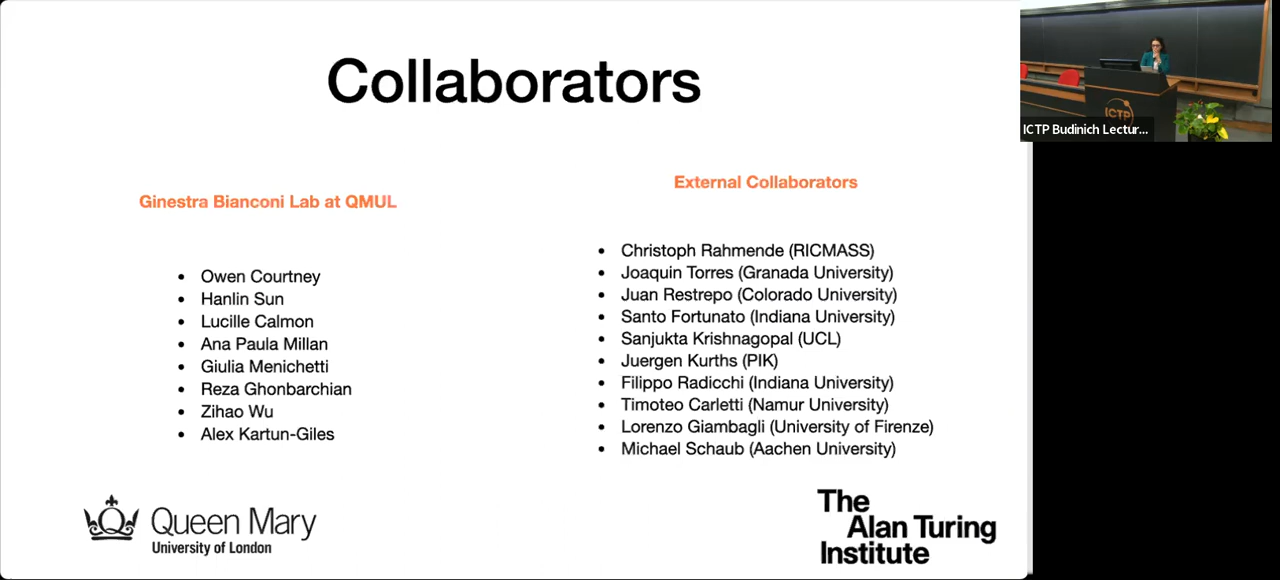 Collaborators
Ginestra Bianconi Lab at QMUL
Owen Courtney
Hanlin Sun
Lucille Calmon
Ana Paula Millan
Giulia Menichetti
Reza Ghonbarchian
Zihao Wu
Alex Kartun-Giles
External Collaborators
Christoph Rahmende (RICMASS)
Joaquin Torres (Granada University)
Juan Restrepo (Colorado University)
Santo Fortunato (Indiana University)
Sanjukta Krishnagopal (UCL)
Juergen Kurths (PIK)
Filippo Radicchi (Indiana University)
Timoteo Carletti (Namur University)
Lorenzo Giambagli (University of Firenze)
Michael Schaub (Aachen University)
Queen Mary
University of London
The
Alan Turing
Institute
ICTP
ICTP Budinich Lectur...